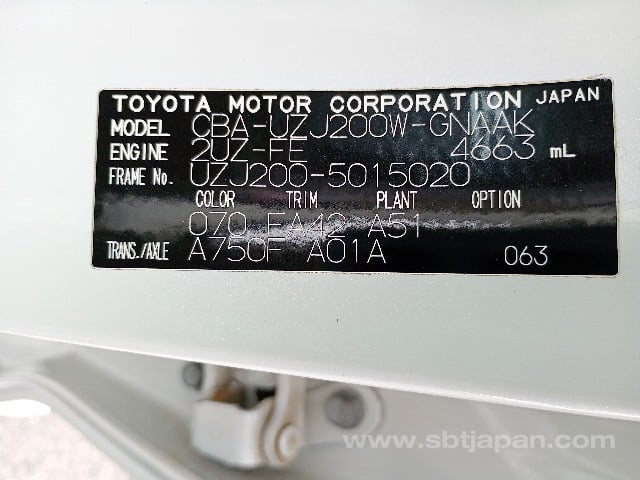 TOYOTA MOTOR CORPORATION JAPAN
MODEL CBA-UZJ200W-GNAAK
ENGINE 2UZ-FE 4663 mL
FRAME No. UZJ200-5015020
COLOR TRIM PLANT OPTION
070 EA42 A51
TRANS./AXLE A750F A01A 063
www.sbtjapan.com